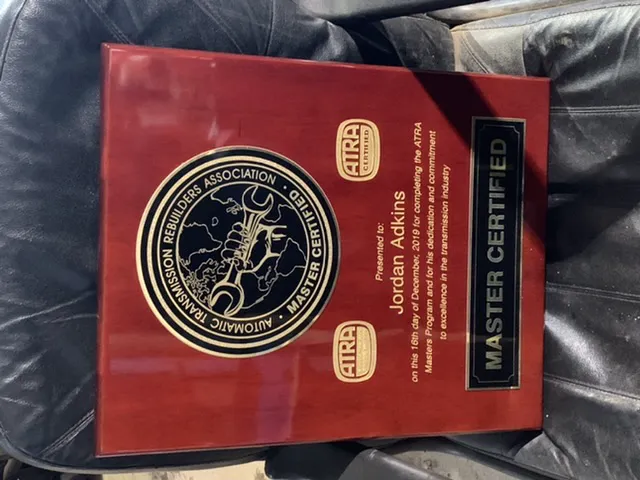 AUTOMATIC TRANSMISSION REBUILDERS ASSOCIATION
• MASTER CERTIFIED •
ATRA
ATRA
CERTIFIED
Presented to:
Jordan Adkins
on this 16th day of December, 2019 for completing the ATRA
Masters Program and for his dedication and commitment
to excellence in the transmission industry
MASTER CERTIFIED